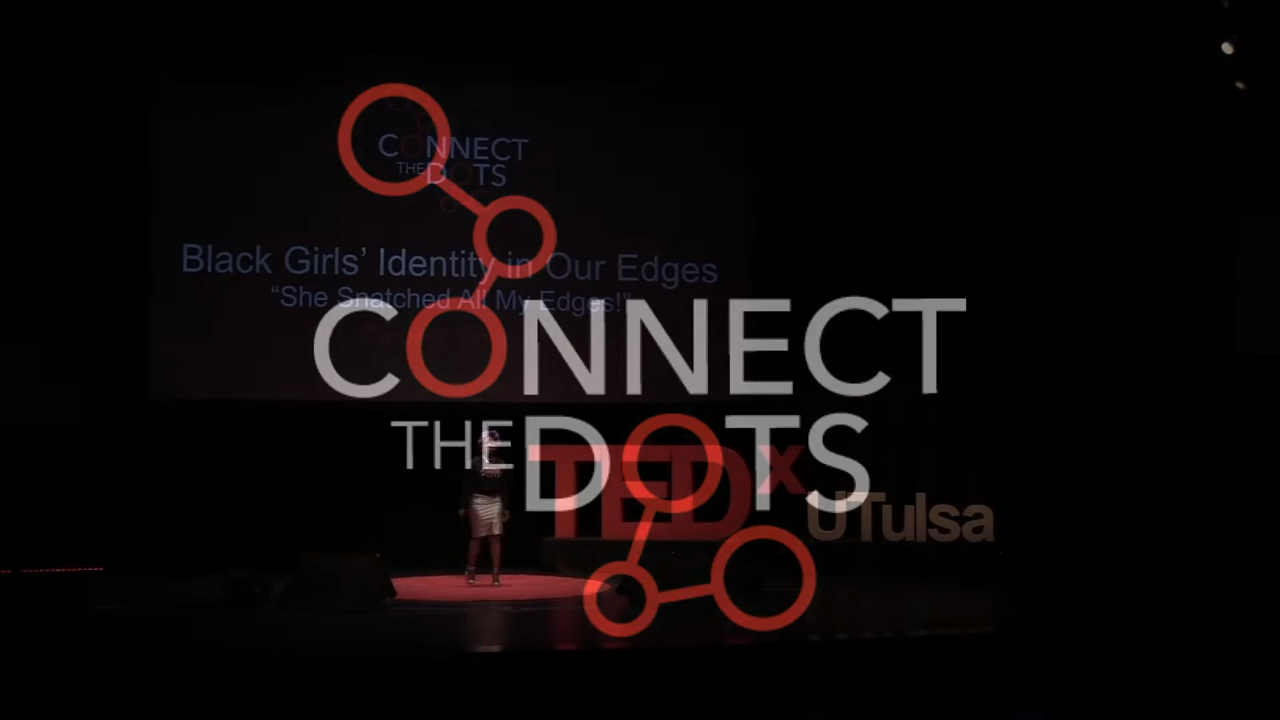 CONNECT
THE DOTS
Black Girls' Identity in Our Edges
"She Snatched All My Edges!"
CONNECT
THE DOTS
TEDx
UTulsa